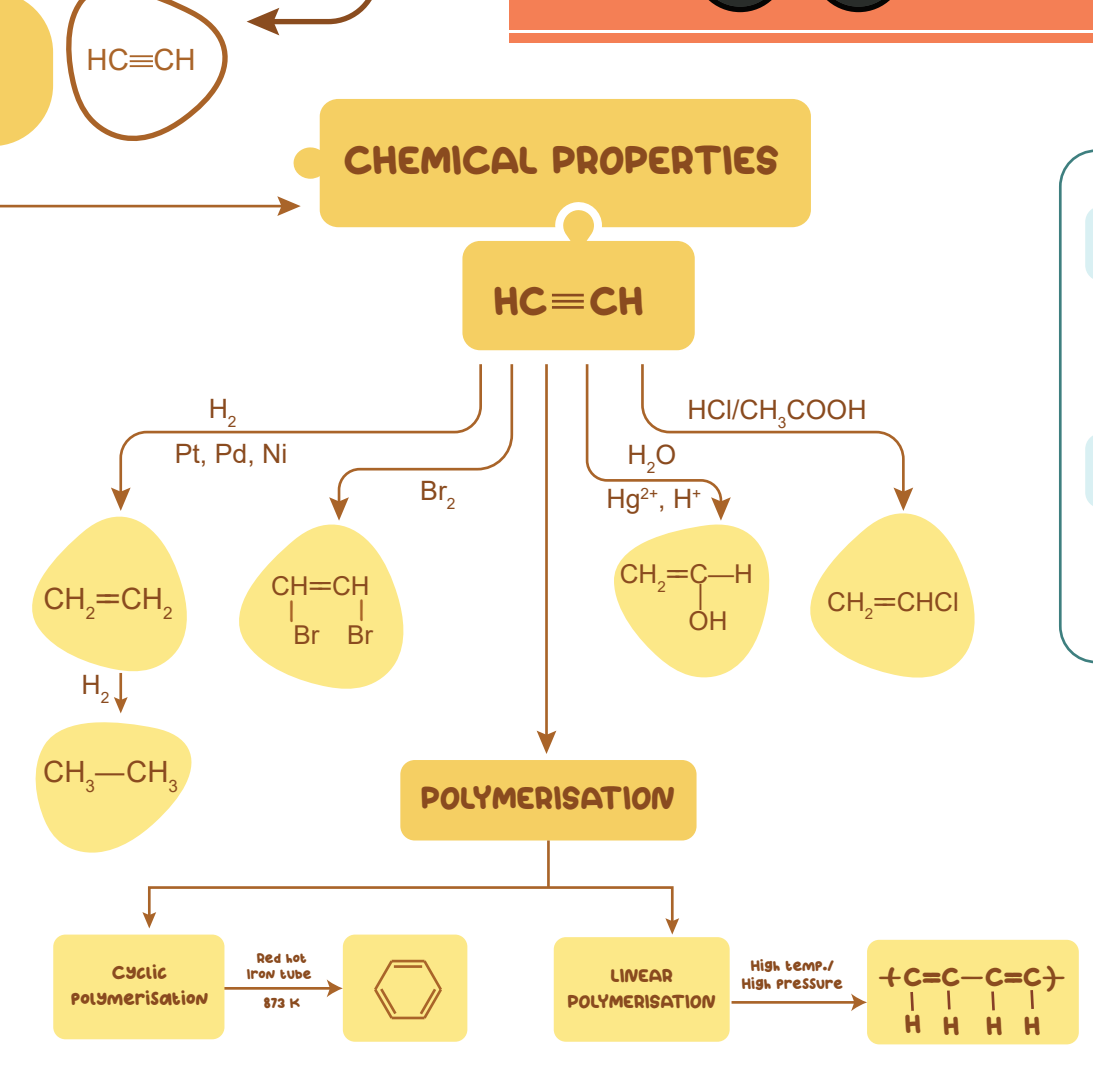 HC≡CH
CHEMICAL PROPERTIES
HC≡CH
H₂
Pt, Pd, Ni
Br₂
H₂O
Hg²⁺, H⁺
HCl/CH₃COOH
CH₂=CH₂
CH=CH
Br Br
CH₂=C—H
OH
CH₂=CHCl
H₂
CH₃—CH₃
POLYMERISATION
Cyclic
Polymerisation
Red hot
Iron tube
873 K
LINEAR
POLYMERISATION
High temp./
High pressure
+C=C—C=C+
H H H H